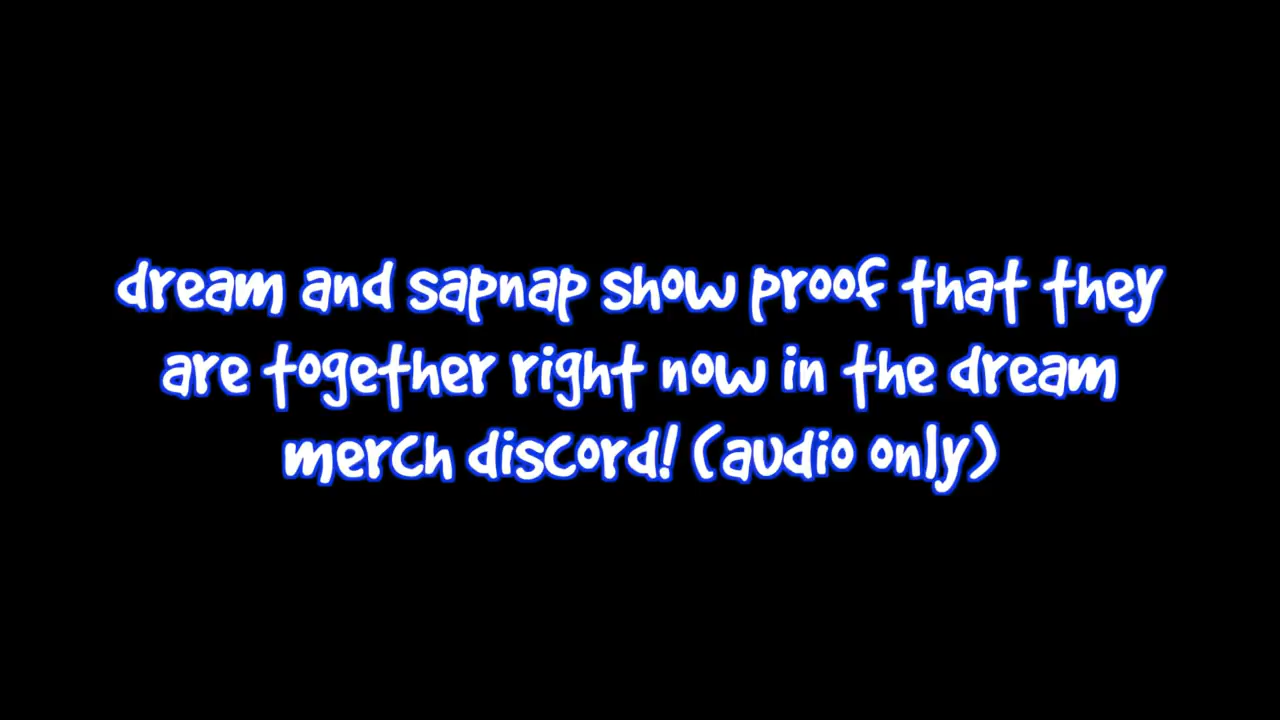 dream and sapnap show proof that they
are together right now in the dream
merch discord! (audio only)